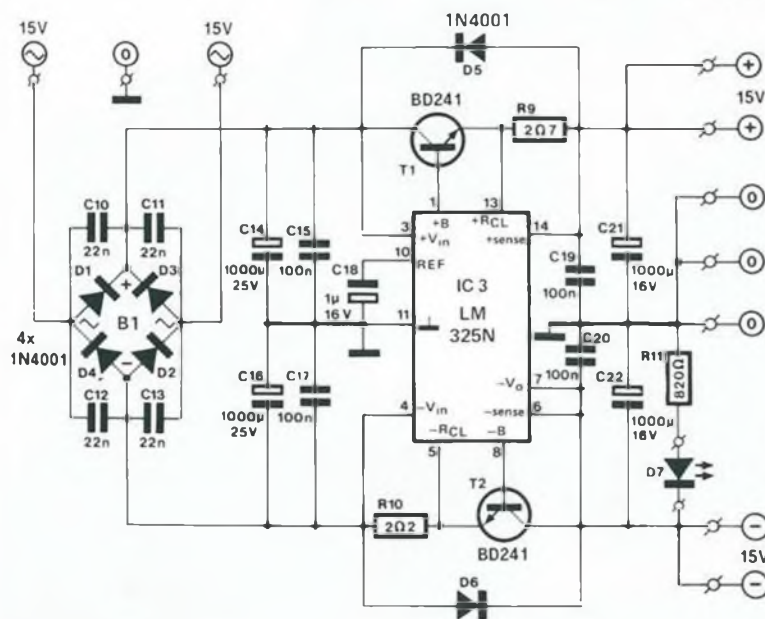 15V
0
15V
1N4001
D5
BD241
R9
2Ω7
T1
+
15V
+
0
0
0
C10
22n
C11
22n
D1
D3
+
B1
−
D4
D2
4x
1N4001
C12
22n
C13
22n
C14
1000µ
25V
C15
100n
C16
1000µ
25V
C17
100n
C18
1µ
16V
1
+B
13
+RCL
3
+Vin
14
+sense
10
REF
11
IC 3
LM
325N
−Vo
7
4
−Vin
−sense
6
−RCL
−B
5
8
C19
100n
C20
100n
C21
1000µ
16V
C22
1000µ
16V
R11
820Ω
D7
T2
R10
2Ω2
BD241
D6
−
15V
−